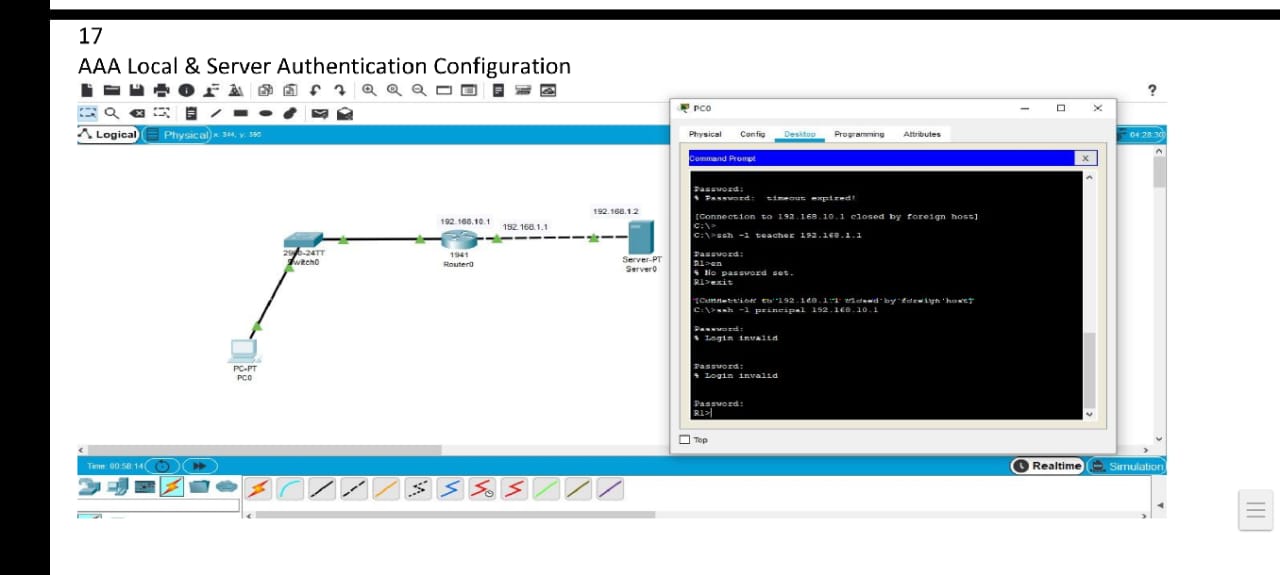 17
AAA Local & Server Authentication Configuration
?
PC0
Physical Config Desktop Programming Attributes
Logical Physical x: 344, y: 395
04:28:30
Command Prompt
X
Password:
% Password: timeout expired!
[Connection to 192.168.10.1 closed by foreign host]
C:\>
C:\>ssh -l teacher 192.168.1.1
Password:
R1>en
% No password set.
R1>exit
[Connection to 192.168.1.1 closed by foreign host]
C:\>ssh -l principal 192.168.10.1
Password:
% Login invalid
Password:
% Login invalid
Password:
R1>
Top
192.168.1.2
192.168.10.1
192.168.1.1
2960-24TT
Switch0
1941
Router0
Server-PT
Server0
PC-PT
PC0
Time: 00:58:14
Realtime
Simulation